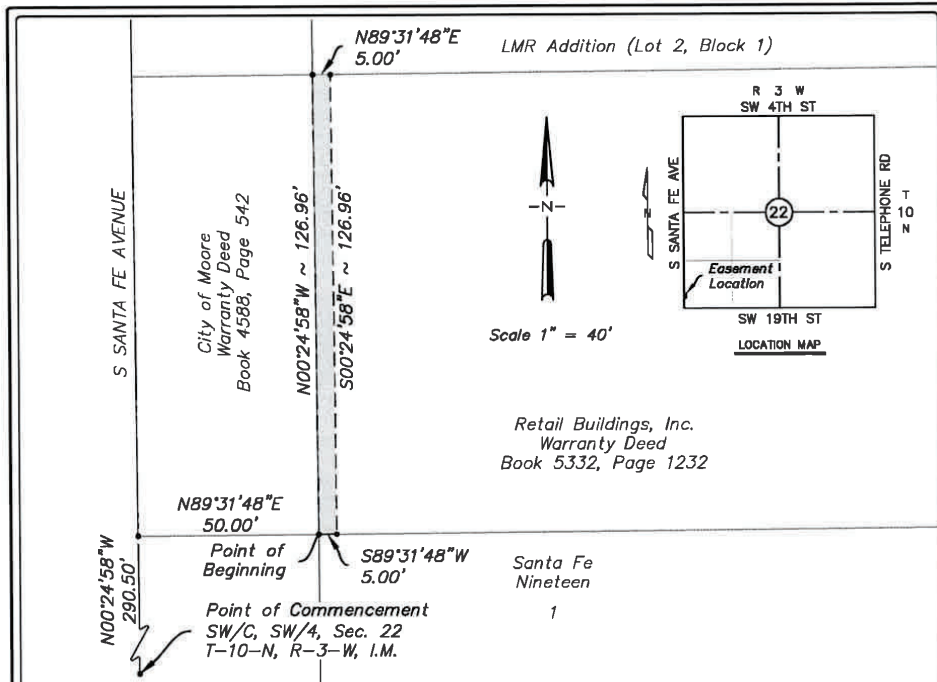 N89°31'48"E
5.00'
LMR Addition (Lot 2, Block 1)
R 3 W
SW 4TH ST
S SANTA FE AVENUE
City of Moore
Warranty Deed
Book 4588, Page 542
N00°24'58"W ~ 126.96'
S00°24'58"E ~ 126.96'
-N-
Scale 1" = 40'
N
S SANTA FE AVE
22
S TELEPHONE RD
T
10
N
Easement
Location
SW 19TH ST
LOCATION MAP
Retail Buildings, Inc.
Warranty Deed
Book 5332, Page 1232
N89°31'48"E
50.00'
Point of
Beginning
S89°31'48"W
5.00'
Santa Fe
Nineteen
1
N00°24'58"W
290.50'
Point of Commencement
SW/C, SW/4, Sec. 22
T-10-N, R-3-W, I.M.